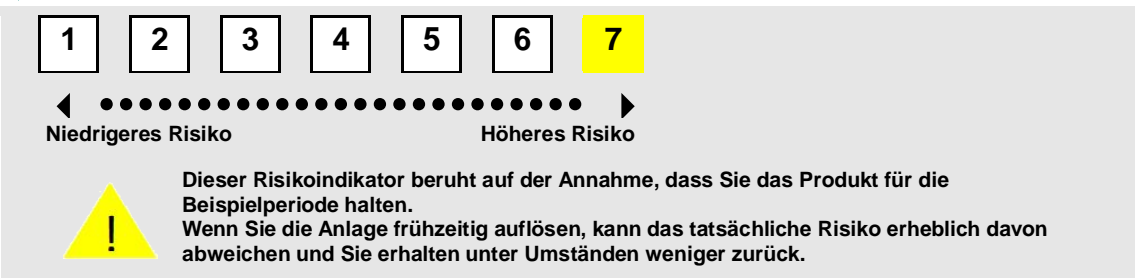 1 2 3 4 5 6 7
Niedrigeres Risiko Höheres Risiko
!
Dieser Risikoindikator beruht auf der Annahme, dass Sie das Produkt für die
Beispielperiode halten.
Wenn Sie die Anlage frühzeitig auflösen, kann das tatsächliche Risiko erheblich davon
abweichen und Sie erhalten unter Umständen weniger zurück.